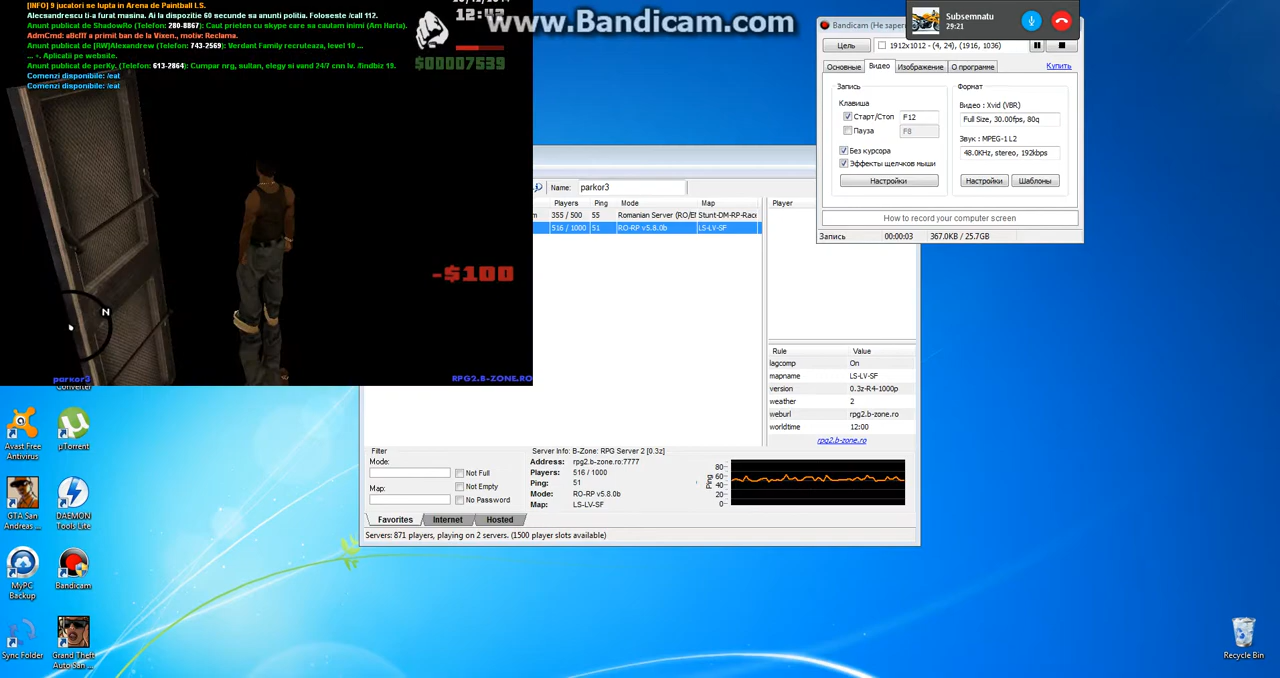 [INFO] 9 jucatori se lupta in Arena de Paintball LS.
Alecsandrescu ti-a furat masina. Ai la dispozitie 60 secunde sa anunti politia. Foloseste /call 112.
Anunt publicat de ShadowRo (Telefon: 280-8867): Caut prieten cu skype care sa cautam inimi (Am Harta).
AdmCmd: aBcfff a primit ban de la Vixen., motiv: Reclama.
Anunt publicat de [RW]Alexandrew (Telefon: 743-2569): Verdant Family recruteaza, level 10 ...
... -. Aplicatii pe website.
Anunt publicat de perKy. (Telefon: 613-2864): Cumpar nrg, sultan, elegy si vand 24/7 cnn lv. /findbiz 19.
Comenzi disponibile: /eat
Comenzi disponibile: /eat
$00007539
-$100
N
parkor3
RPG2.B-ZONE.RO
www.Bandicam.com
Subsemnatu
29:21
Bandicam
Цель
1912x1012 - (4, 24), (1916, 1036)
Основные
Видео
Изображение
О программе
Купить
Запись
Клавиша
Старт/Стоп
F12
Пауза
F8
Без курсора
Эффекты щелчков мыши
Настройки
Формат
Видео : Xvid (VBR)
Full Size, 30.00fps, 80q
Звук : MPEG-1 L2
48.0KHz, stereo, 192kbps
Настройки
Шаблоны
How to record your computer screen
Запись
00:00:03
367.0KB / 25.7GB
Name:
parkor3
Players
Ping
Mode
Map
Player
355 / 500
55
Romanian Server (RO/E
Stunt-DM-RP-Race
516 / 1000
51
RO-RP v5.8.0b
LS-LV-SF
Rule
Value
lagcomp
On
mapname
LS-LV-SF
version
0.3z-R4-1000p
weather
2
weburl
rpg2.b-zone.ro
worldtime
12:00
rpg2.b-zone.ro
Filter
Mode:
Map:
Not Full
Not Empty
No Password
Server Info: B-Zone: RPG Server 2 [0.3z]
Address:
rpg2.b-zone.ro:7777
Players:
516 / 1000
Ping:
51
Mode:
RO-RP v5.8.0b
Map:
LS-LV-SF
Ping
80
60
40
20
0
Favorites
Internet
Hosted
Servers: 871 players, playing on 2 servers. (1500 player slots available)
Converter
Avast Free
Antivirus
µTorrent
GTA San
Andreas ...
DAEMON
Tools Lite
MyPC
Backup
Bandicam
Sync Folder
Grand Theft
Auto San ...
Recycle Bin